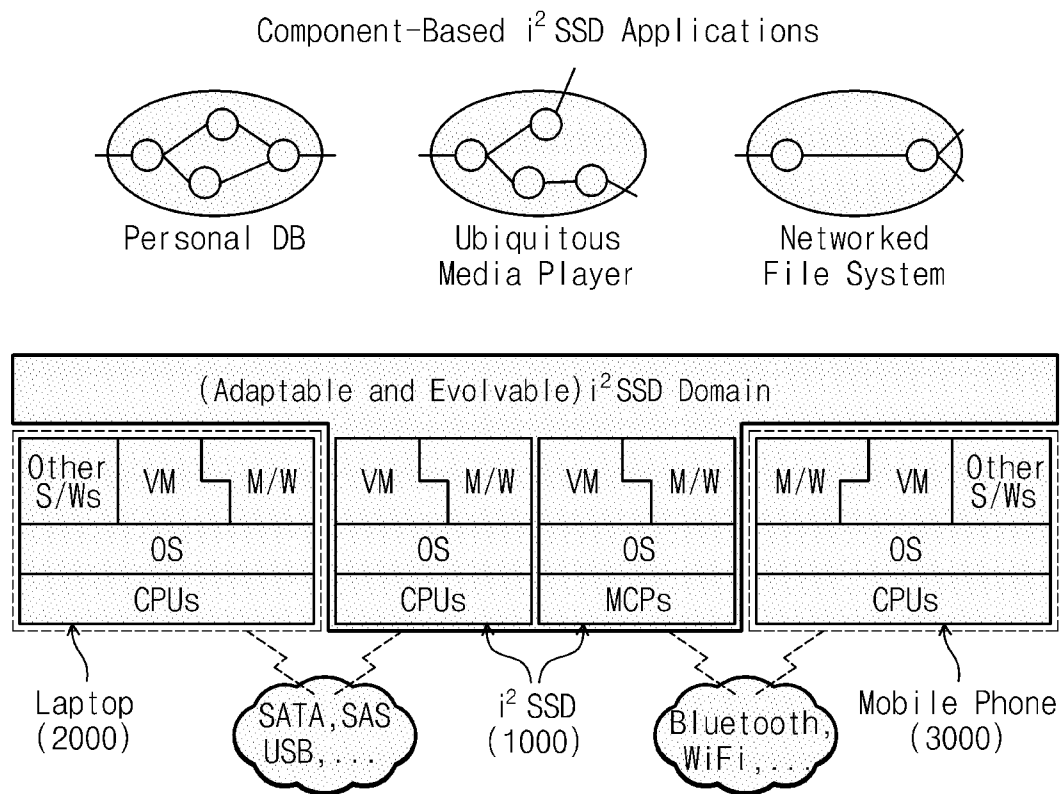 Component-Based i² SSD Applications
Personal DB
Ubiquitous
Media Player
Networked
File System
(Adaptable and Evolvable)i² SSD Domain
Other
S/Ws
VM
M/W
OS
CPUs
VM
M/W
OS
CPUs
VM
M/W
OS
MCPs
M/W
VM
Other
S/Ws
OS
CPUs
Laptop
(2000)
SATA,SAS
USB,...
i² SSD
(1000)
Bluetooth,
WiFi,...
Mobile Phone
(3000)